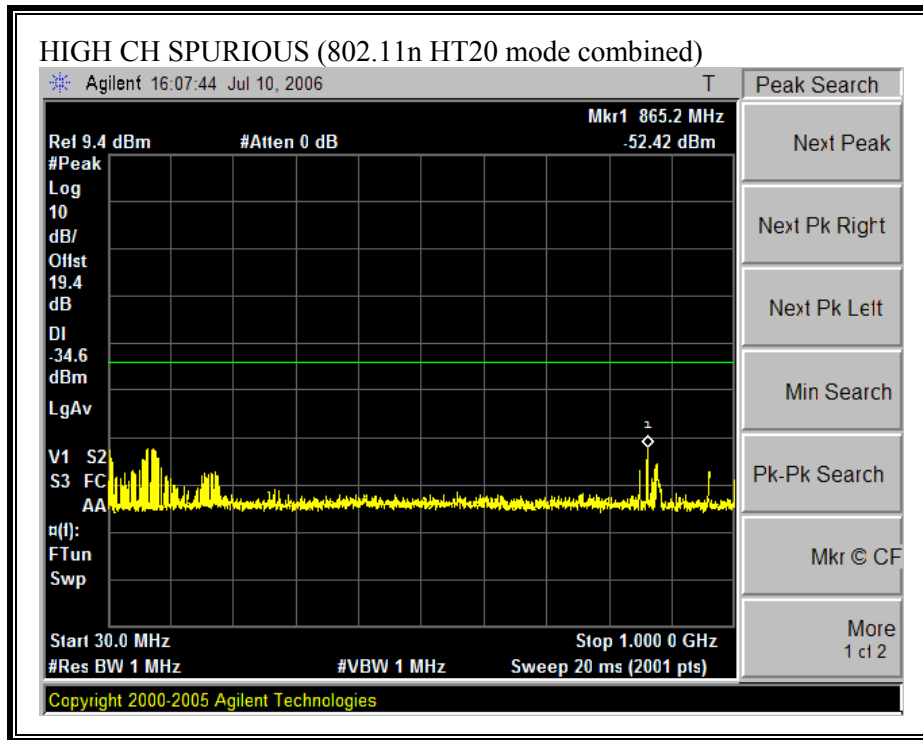 HIGH CH SPURIOUS (802.11n HT20 mode combined)
Agilent 16:07:44 Jul 10, 2006 T
Peak Search
Mkr1 865.2 MHz
Ref 9.4 dBm #Atten 0 dB -52.42 dBm
#Peak
Log
10
dB/
Offst
19.4
dB
DI
-34.6
dBm
LgAv
1
V1 S2
S3 FC
AA
¤(f):
FTun
Swp
Start 30.0 MHz Stop 1.000 0 GHz
#Res BW 1 MHz #VBW 1 MHz Sweep 20 ms (2001 pts)
Copyright 2000-2005 Agilent Technologies
Next Peak
Next Pk Right
Next Pk Left
Min Search
Pk-Pk Search
Mkr © CF
More
1 of 2